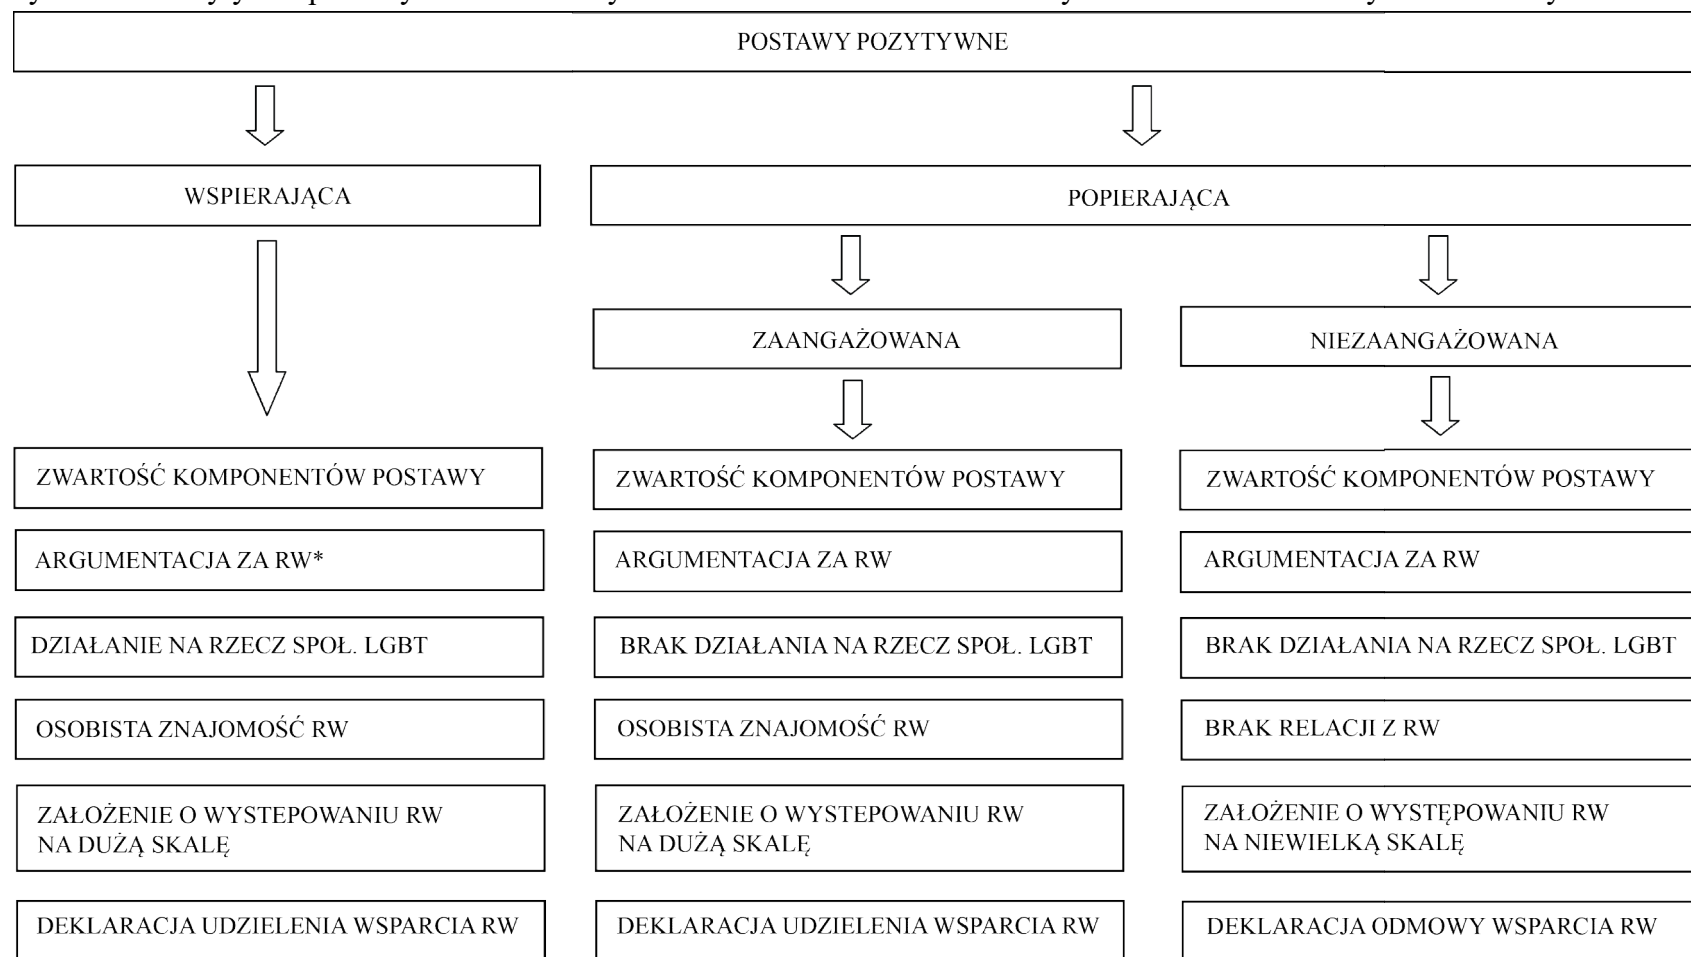 POSTAWY POZYTYWNE
WSPIERAJĄCA
POPIERAJĄCA
ZAANGAŻOWANA
NIEZAANGAŻOWANA
ZWARTOŚĆ KOMPONENTÓW POSTAWY
ZWARTOŚĆ KOMPONENTÓW POSTAWY
ZWARTOŚĆ KOMPONENTÓW POSTAWY
ARGUMENTACJA ZA RW*
ARGUMENTACJA ZA RW
ARGUMENTACJA ZA RW
DZIAŁANIE NA RZECZ SPOŁ. LGBT
BRAK DZIAŁANIA NA RZECZ SPOŁ. LGBT
BRAK DZIAŁANIA NA RZECZ SPOŁ. LGBT
OSOBISTA ZNAJOMOŚĆ RW
OSOBISTA ZNAJOMOŚĆ RW
BRAK RELACJI Z RW
ZAŁOŻENIE O WYSTEPOWANIU RW
NA DUŻĄ SKALĘ
ZAŁOŻENIE O WYSTEPOWANIU RW
NA DUŻĄ SKALĘ
ZAŁOŻENIE O WYSTĘPOWANIU RW
NA NIEWIELKĄ SKALĘ
DEKLARACJA UDZIELENIA WSPARCIA RW
DEKLARACJA UDZIELENIA WSPARCIA RW
DEKLARACJA ODMOWY WSPARCIA RW